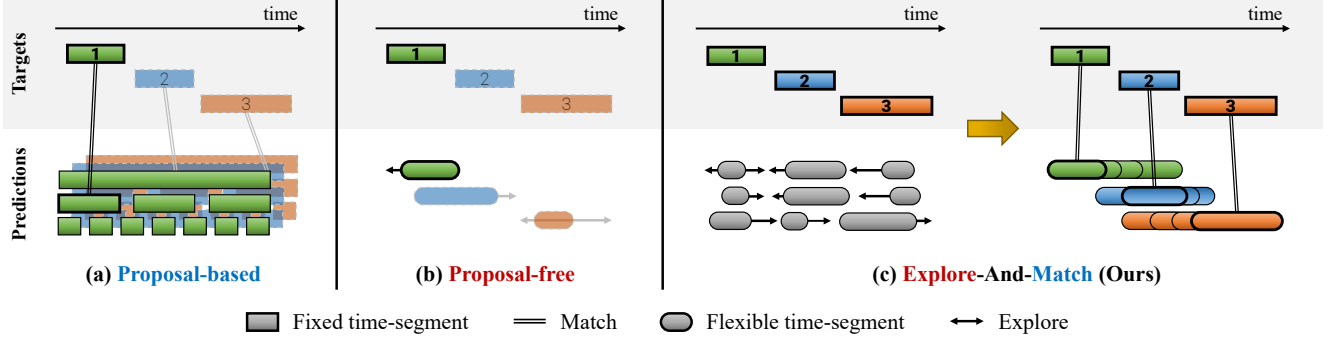 time
time
time
time
Targets
1
2
3
1
2
3
1
2
3
1
2
3
Predictions
(a) Proposal-based
(b) Proposal-free
(c) Explore-And-Match (Ours)
Fixed time-segment
Match
Flexible time-segment
Explore